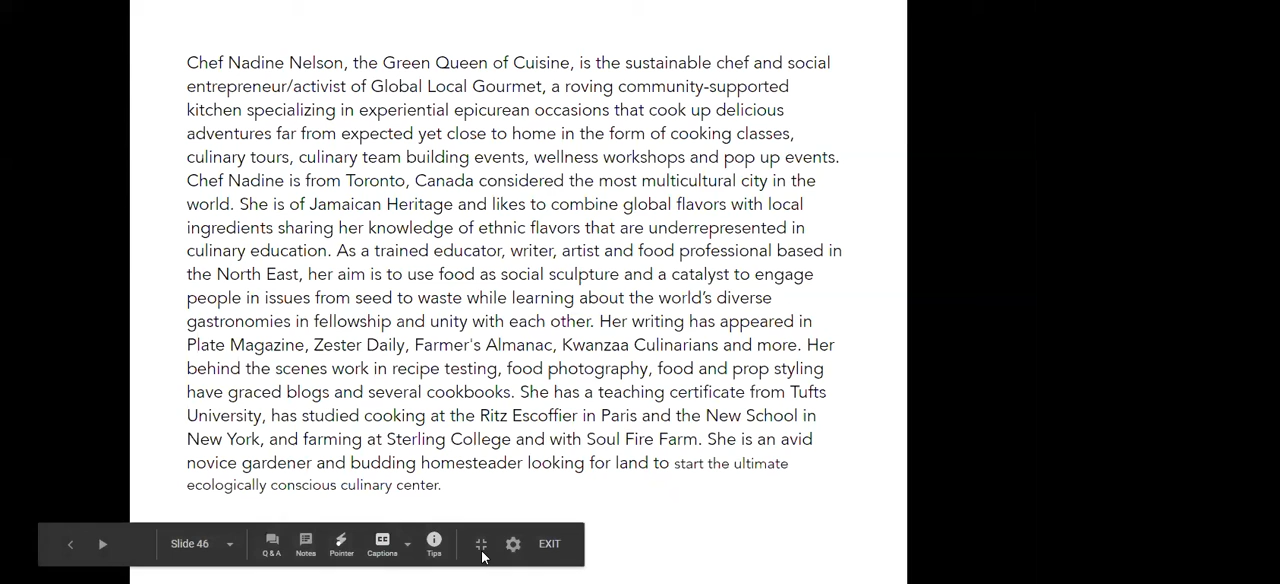 Chef Nadine Nelson, the Green Queen of Cuisine, is the sustainable chef and social
entrepreneur/activist of Global Local Gourmet, a roving community-supported
kitchen specializing in experiential epicurean occasions that cook up delicious
adventures far from expected yet close to home in the form of cooking classes,
culinary tours, culinary team building events, wellness workshops and pop up events.
Chef Nadine is from Toronto, Canada considered the most multicultural city in the
world. She is of Jamaican Heritage and likes to combine global flavors with local
ingredients sharing her knowledge of ethnic flavors that are underrepresented in
culinary education. As a trained educator, writer, artist and food professional based in
the North East, her aim is to use food as social sculpture and a catalyst to engage
people in issues from seed to waste while learning about the world’s diverse
gastronomies in fellowship and unity with each other. Her writing has appeared in
Plate Magazine, Zester Daily, Farmer's Almanac, Kwanzaa Culinarians and more. Her
behind the scenes work in recipe testing, food photography, food and prop styling
have graced blogs and several cookbooks. She has a teaching certificate from Tufts
University, has studied cooking at the Ritz Escoffier in Paris and the New School in
New York, and farming at Sterling College and with Soul Fire Farm. She is an avid
novice gardener and budding homesteader looking for land to start the ultimate
ecologically conscious culinary center.
Slide 46
Q & A
Notes
Pointer
Captions
Tips
EXIT